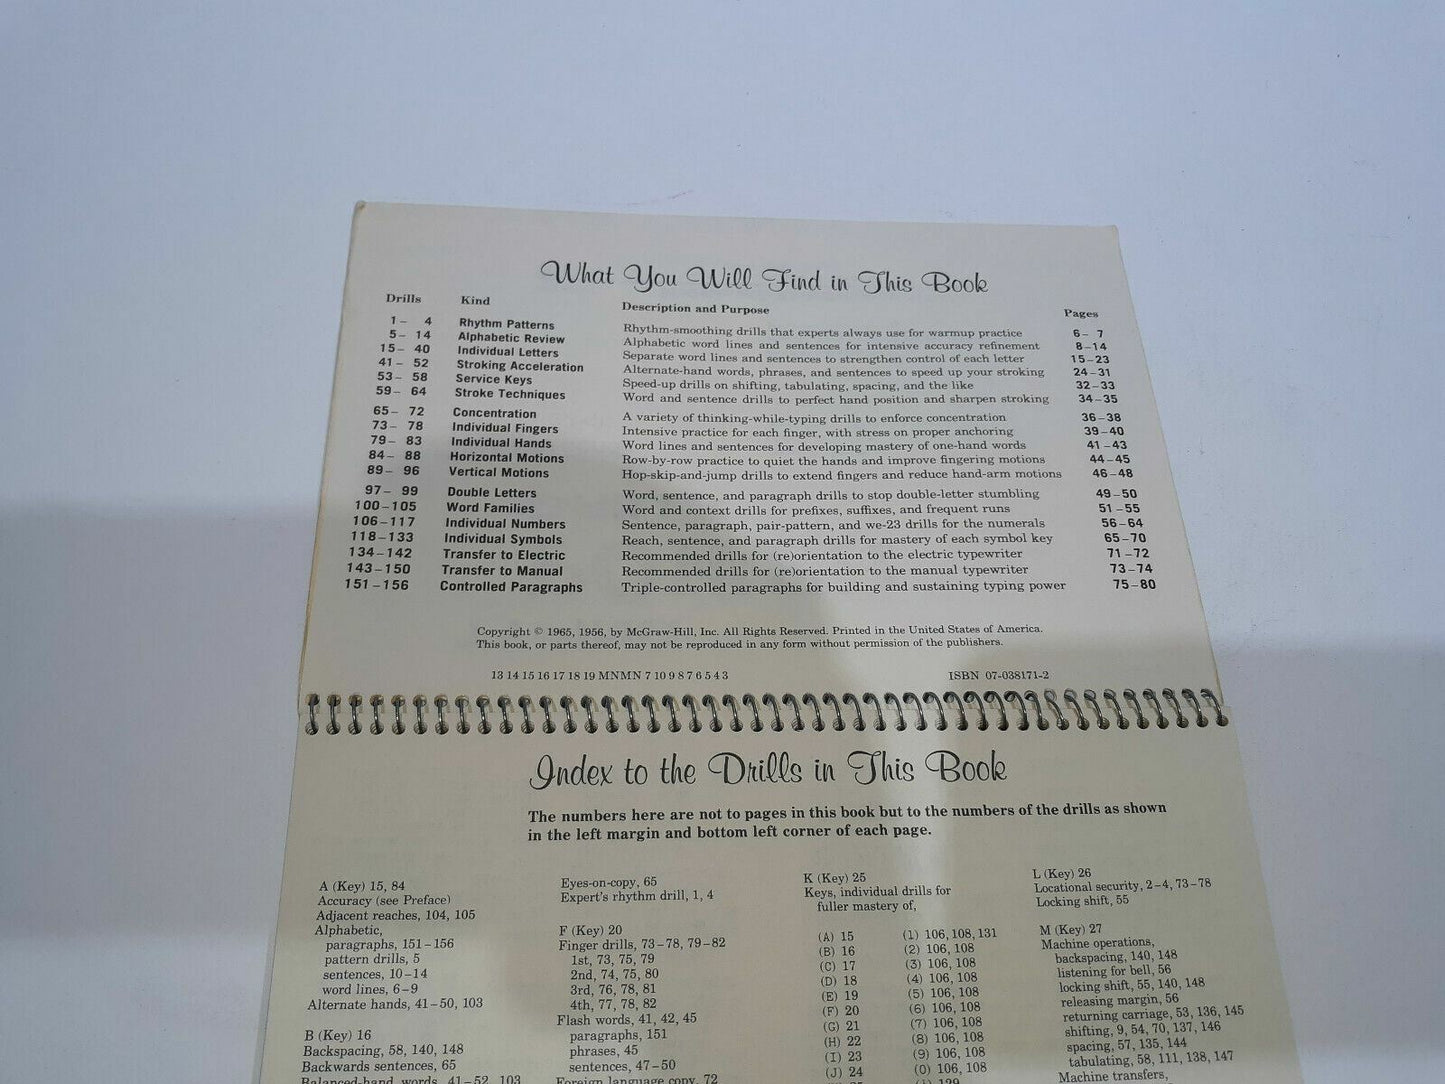 What You Will Find in This Book
Drills Kind Description and Purpose Pages
1– 4 Rhythm Patterns Rhythm-smoothing drills that experts always use for warmup practice 6– 7
5– 14 Alphabetic Review Alphabetic word lines and sentences for intensive accuracy refinement 8–14
15– 40 Individual Letters Separate word lines and sentences to strengthen control of each letter 15–23
41– 52 Stroking Acceleration Alternate-hand words, phrases, and sentences to speed up your stroking 24–31
53– 58 Service Keys Speed-up drills on shifting, tabulating, spacing, and the like 32–33
59– 64 Stroke Techniques Word and sentence drills to perfect hand position and sharpen stroking 34–35
65– 72 Concentration A variety of thinking-while-typing drills to enforce concentration 36–38
73– 78 Individual Fingers Intensive practice for each finger, with stress on proper anchoring 39–40
79– 83 Individual Hands Word lines and sentences for developing mastery of one-hand words 41–43
84– 88 Horizontal Motions Row-by-row practice to quiet the hands and improve fingering motions 44–45
89– 96 Vertical Motions Hop-skip-and-jump drills to extend fingers and reduce hand-arm motions 46–48
97– 99 Double Letters Word, sentence, and paragraph drills to stop double-letter stumbling 49–50
100–105 Word Families Word and context drills for prefixes, suffixes, and frequent runs 51–55
106–117 Individual Numbers Sentence, paragraph, pair-pattern, and we-23 drills for the numerals 56–64
118–133 Individual Symbols Reach, sentence, and paragraph drills for mastery of each symbol key 65–70
134–142 Transfer to Electric Recommended drills for (re)orientation to the electric typewriter 71–72
143–150 Transfer to Manual Recommended drills for (re)orientation to the manual typewriter 73–74
151–156 Controlled Paragraphs Triple-controlled paragraphs for building and sustaining typing power 75–80
Copyright © 1965, 1956, by McGraw-Hill, Inc. All Rights Reserved. Printed in the United States of America.
This book, or parts thereof, may not be reproduced in any form without permission of the publishers.
13 14 15 16 17 18 19 MNMN 7 10 9 8 7 6 5 4 3 ISBN 07-038171-2
Index to the Drills in This Book
The numbers here are not to pages in this book but to the numbers of the drills as shown
in the left margin and bottom left corner of each page.
A (Key) 15, 84
Accuracy (see Preface)
Adjacent reaches, 104, 105
Alphabetic,
paragraphs, 151–156
pattern drills, 5
sentences, 10–14
word lines, 6–9
Alternate hands, 41–50, 103
B (Key) 16
Backspacing, 58, 140, 148
Backwards sentences, 65
Balanced-hand words, 41–52, 103
Eyes-on-copy, 65
Expert's rhythm drill, 1, 4
F (Key) 20
Finger drills, 73–78, 79–82
1st, 73, 75, 79
2nd, 74, 75, 80
3rd, 76, 78, 81
4th, 77, 78, 82
Flash words, 41, 42, 45
paragraphs, 151
phrases, 45
sentences, 47–50
Foreign language copy, 72
K (Key) 25
Keys, individual drills for
fuller mastery of,
(A) 15 (1) 106, 108, 131
(B) 16 (2) 106, 108
(C) 17 (3) 106, 108
(D) 18 (4) 106, 108
(E) 19 (5) 106, 108
(F) 20 (6) 106, 108
(G) 21 (7) 106, 108
(H) 22 (8) 106, 108
(I) 23 (9) 106, 108
(J) 24 (0) 106, 108
L (Key) 26
Locational security, 2–4, 73–78
Locking shift, 55
M (Key) 27
Machine operations,
backspacing, 140, 148
listening for bell, 56
locking shift, 55, 140, 148
releasing margin, 56
returning carriage, 53, 136, 145
shifting, 9, 54, 70, 137, 146
spacing, 57, 135, 144
tabulating, 58, 111, 138, 147
Machine transfers,